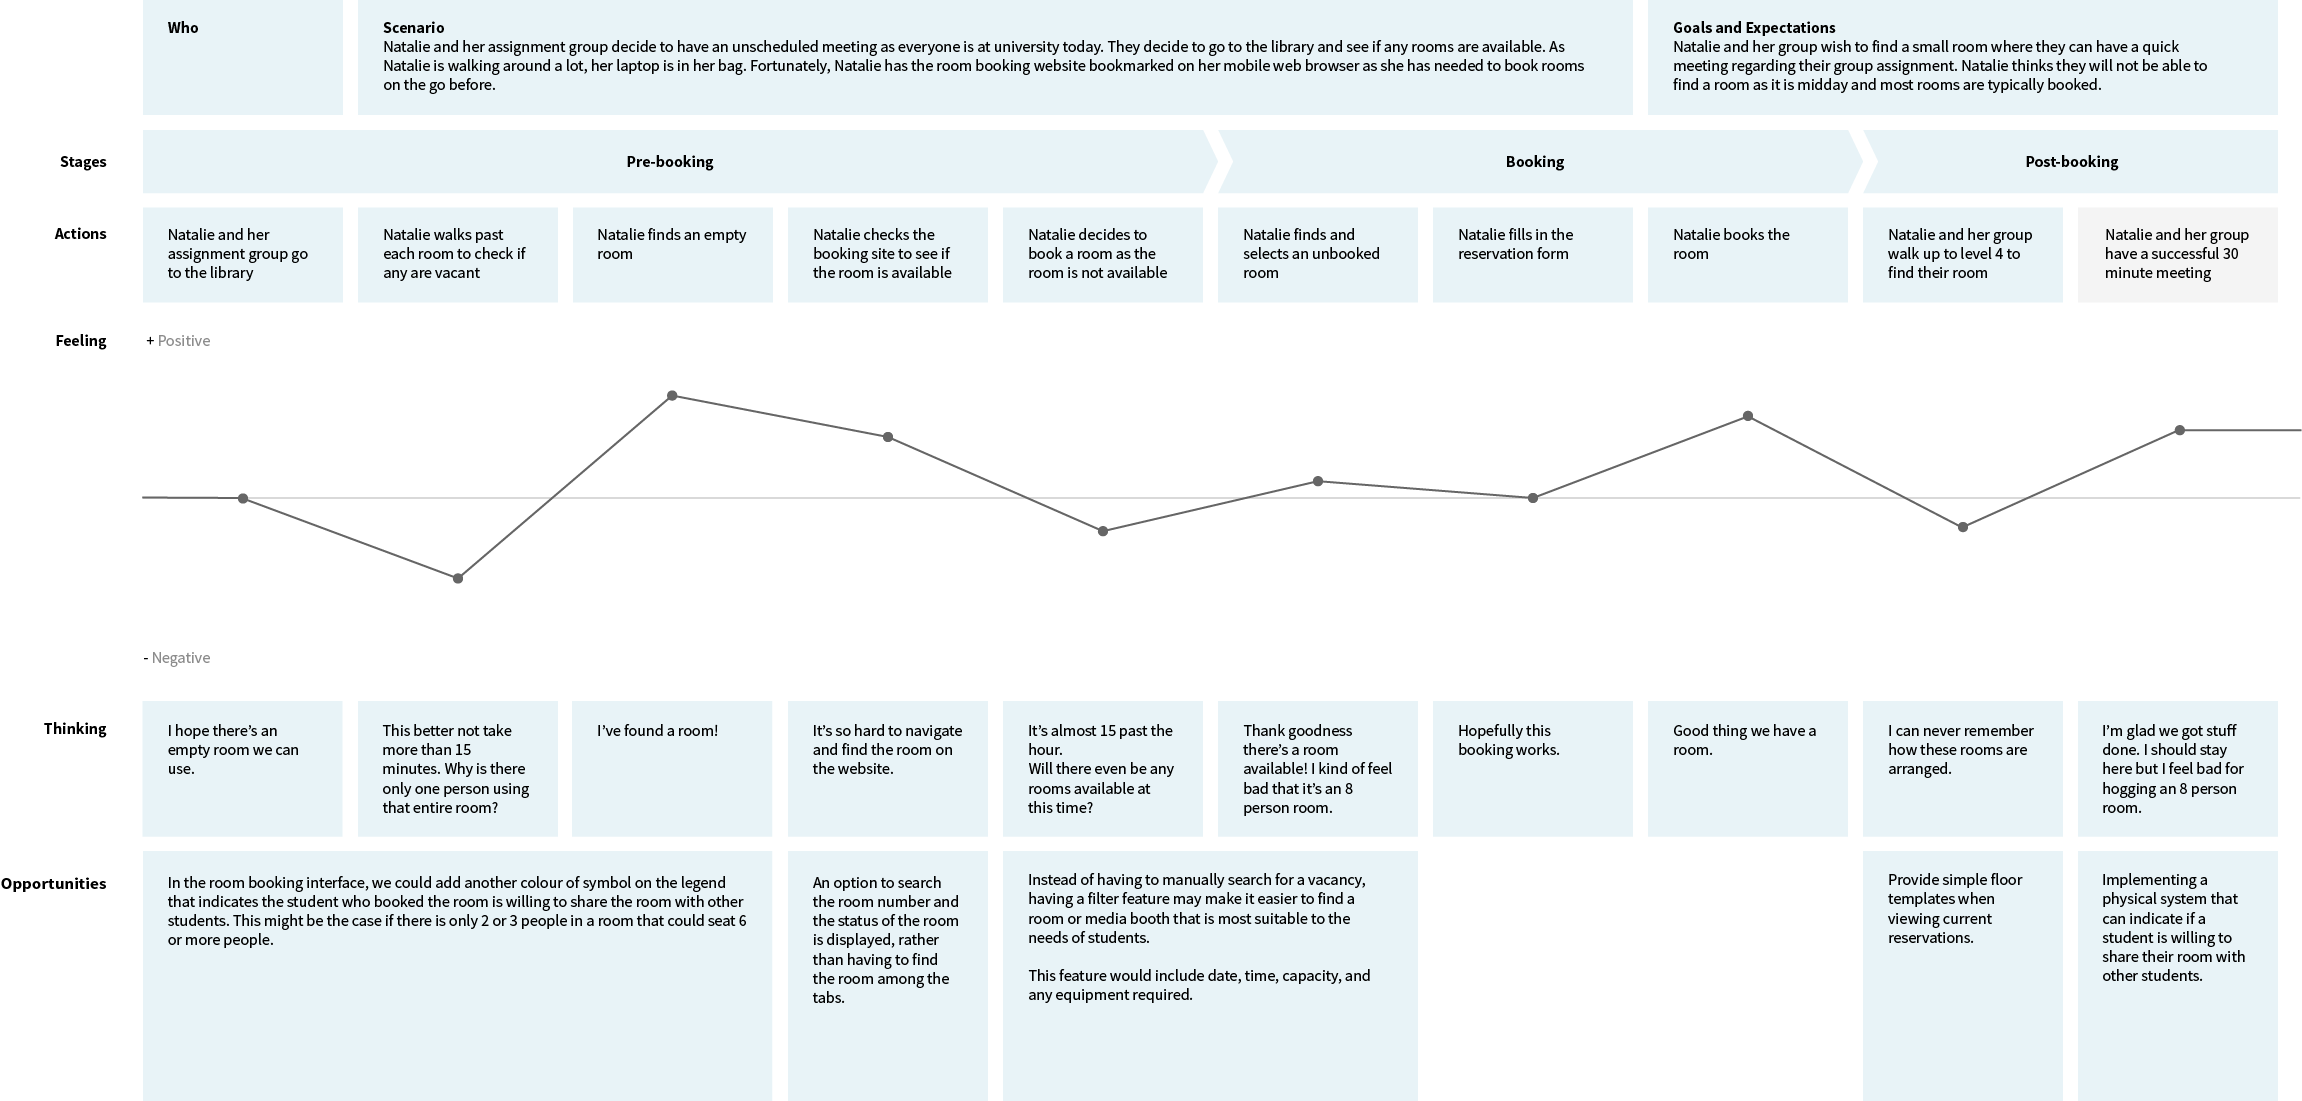 Who
Scenario
Natalie and her assignment group decide to have an unscheduled meeting as everyone is at university today. They decide to go to the library and see if any rooms are available. As
Natalie is walking around a lot, her laptop is in her bag. Fortunately, Natalie has the room booking website bookmarked on her mobile web browser as she has needed to book rooms
on the go before.
Goals and Expectations
Natalie and her group wish to find a small room where they can have a quick
meeting regarding their group assignment. Natalie thinks they will not be able to
find a room as it is midday and most rooms are typically booked.
Stages
Pre-booking
Booking
Post-booking
Actions
Natalie and her
assignment group go
to the library
Natalie walks past
each room to check if
any are vacant
Natalie finds an empty
room
Natalie checks the
booking site to see if
the room is available
Natalie decides to
book a room as the
room is not available
Natalie finds and
selects an unbooked
room
Natalie fills in the
reservation form
Natalie books the
room
Natalie and her group
walk up to level 4 to
find their room
Natalie and her group
have a successful 30
minute meeting
Feeling
+ Positive
- Negative
Thinking
I hope there's an
empty room we can
use.
This better not take
more than 15
minutes. Why is there
only one person using
that entire room?
I've found a room!
It's so hard to navigate
and find the room on
the website.
It's almost 15 past the
hour.
Will there even be any
rooms available at
this time?
Thank goodness
there's a room
available! I kind of feel
bad that it's an 8
person room.
Hopefully this
booking works.
Good thing we have a
room.
I can never remember
how these rooms are
arranged.
I'm glad we got stuff
done. I should stay
here but I feel bad for
hogging an 8 person
room.
Opportunities
In the room booking interface, we could add another colour of symbol on the legend
that indicates the student who booked the room is willing to share the room with other
students. This might be the case if there is only 2 or 3 people in a room that could seat 6
or more people.
An option to search
the room number and
the status of the room
is displayed, rather
than having to find
the room among the
tabs.
Instead of having to manually search for a vacancy,
having a filter feature may make it easier to find a
room or media booth that is most suitable to the
needs of students.
This feature would include date, time, capacity, and
any equipment required.
Provide simple floor
templates when
viewing current
reservations.
Implementing a
physical system that
can indicate if a
student is willing to
share their room with
other students.